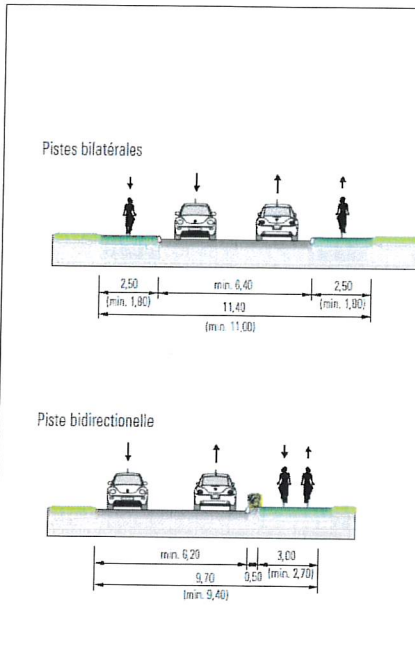 Pistes bilatérales
2,50 min. 6,40 2,50
(min. 1,80) 11,40 (min. 1,80)
(min. 11,00)
Piste bidirectionelle
min. 6,20 3,00
9,70 0,50 (min. 2,70)
(min. 9,40)